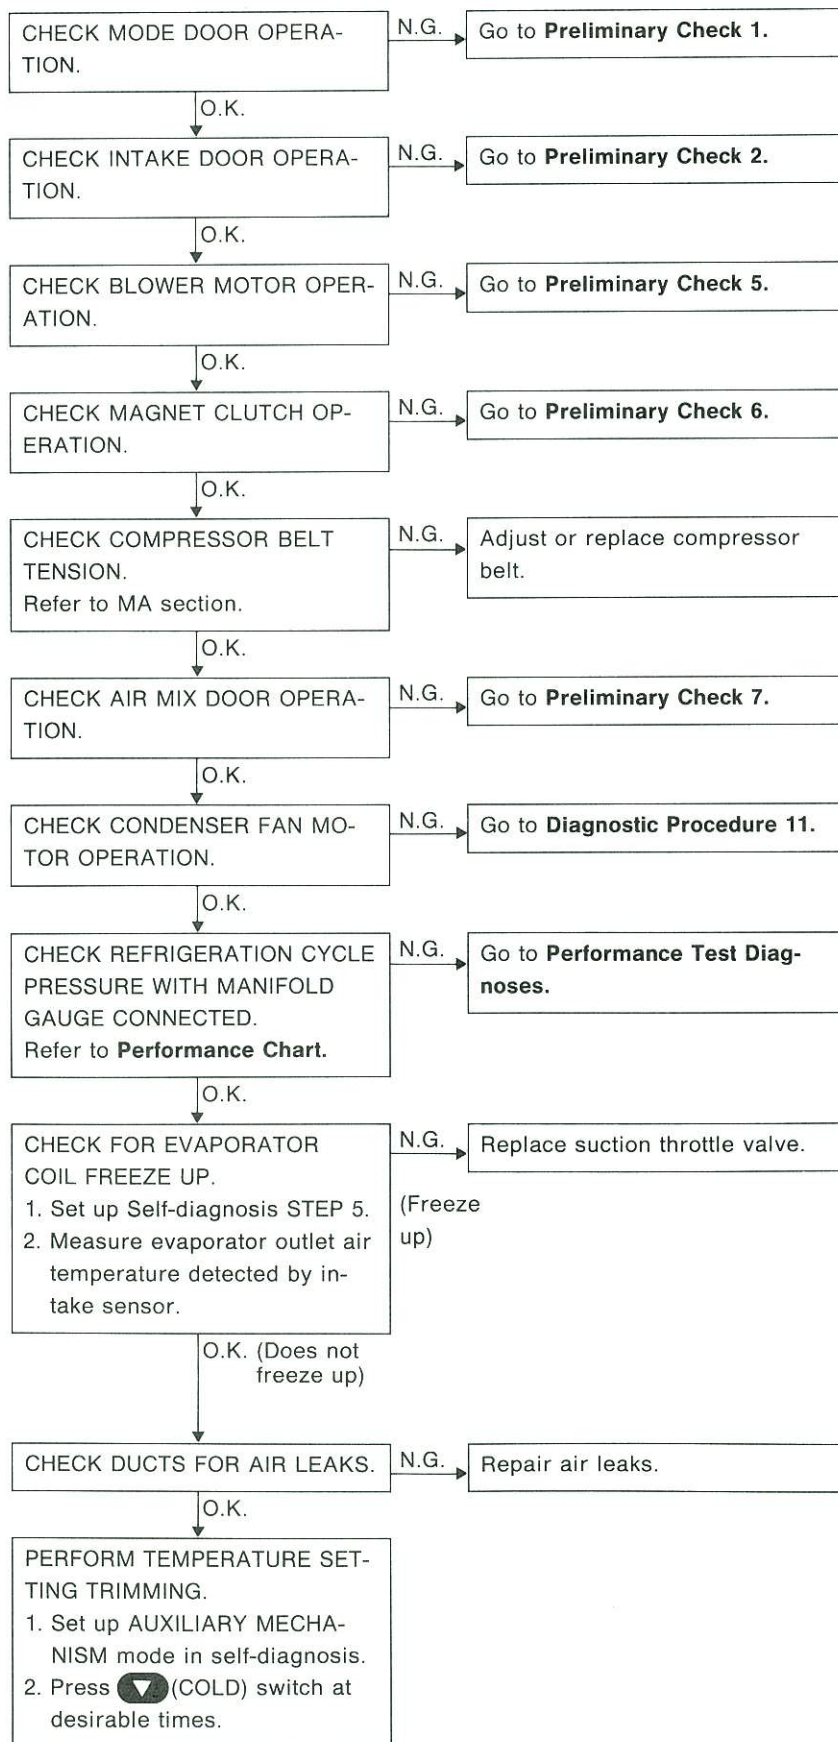 CHECK MODE DOOR OPERA-
TION.
N.G.
Go to Preliminary Check 1.
O.K.
CHECK INTAKE DOOR OPERA-
TION.
N.G.
Go to Preliminary Check 2.
O.K.
CHECK BLOWER MOTOR OPER-
ATION.
N.G.
Go to Preliminary Check 5.
O.K.
CHECK MAGNET CLUTCH OP-
ERATION.
N.G.
Go to Preliminary Check 6.
O.K.
CHECK COMPRESSOR BELT
TENSION.
Refer to MA section.
N.G.
Adjust or replace compressor
belt.
O.K.
CHECK AIR MIX DOOR OPERA-
TION.
N.G.
Go to Preliminary Check 7.
O.K.
CHECK CONDENSER FAN MO-
TOR OPERATION.
N.G.
Go to Diagnostic Procedure 11.
O.K.
CHECK REFRIGERATION CYCLE
PRESSURE WITH MANIFOLD
GAUGE CONNECTED.
Refer to Performance Chart.
N.G.
Go to Performance Test Diag-
noses.
O.K.
CHECK FOR EVAPORATOR
COIL FREEZE UP.
1. Set up Self-diagnosis STEP 5.
2. Measure evaporator outlet air
temperature detected by in-
take sensor.
N.G.
(Freeze
up)
Replace suction throttle valve.
O.K. (Does not
freeze up)
CHECK DUCTS FOR AIR LEAKS.
N.G.
Repair air leaks.
O.K.
PERFORM TEMPERATURE SET-
TING TRIMMING.
1. Set up AUXILIARY MECHA-
NISM mode in self-diagnosis.
2. Press ▽ (COLD) switch at
desirable times.